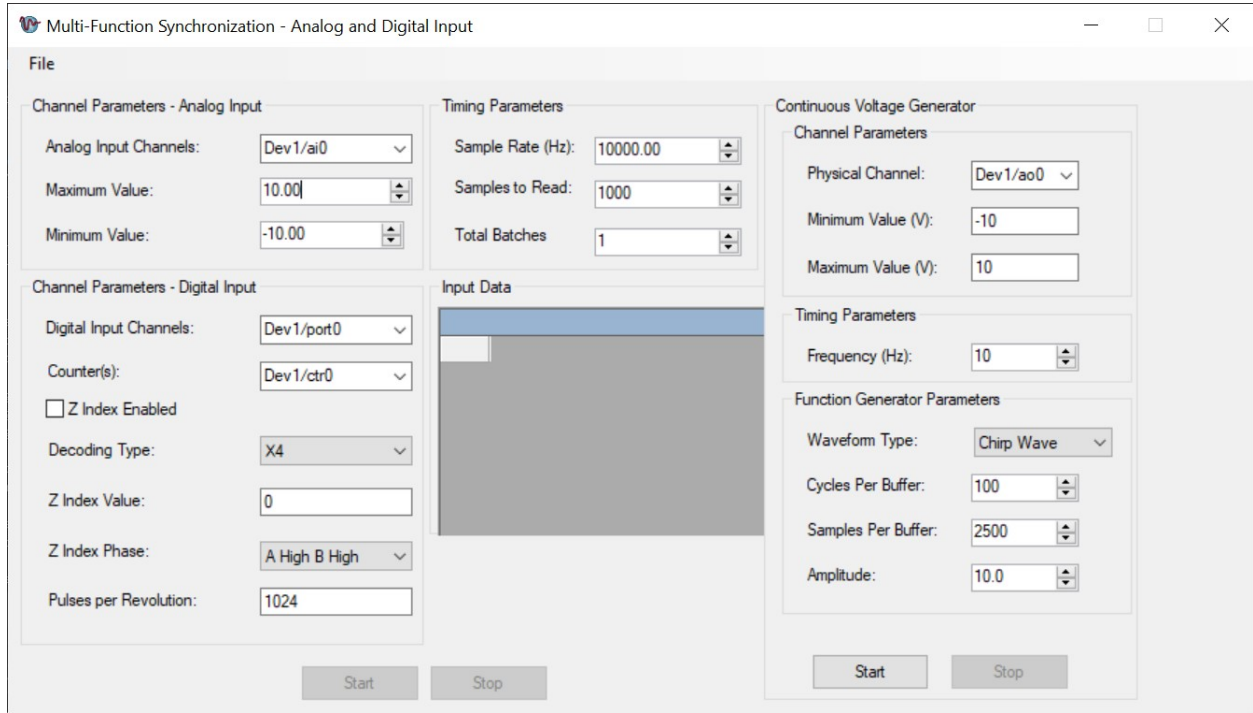 Multi-Function Synchronization - Analog and Digital Input
File
Channel Parameters - Analog Input
Analog Input Channels: Dev1/ai0
Maximum Value: 10.00
Minimum Value: -10.00
Channel Parameters - Digital Input
Digital Input Channels: Dev1/port0
Counter(s): Dev1/ctr0
Z Index Enabled
Decoding Type: X4
Z Index Value: 0
Z Index Phase: A High B High
Pulses per Revolution: 1024
Start Stop
Timing Parameters
Sample Rate (Hz): 10000.00
Samples to Read: 1000
Total Batches 1
Input Data
Continuous Voltage Generator
Channel Parameters
Physical Channel: Dev1/ao0
Minimum Value (V): -10
Maximum Value (V): 10
Timing Parameters
Frequency (Hz): 10
Function Generator Parameters
Waveform Type: Chirp Wave
Cycles Per Buffer: 100
Samples Per Buffer: 2500
Amplitude: 10.0
Start Stop